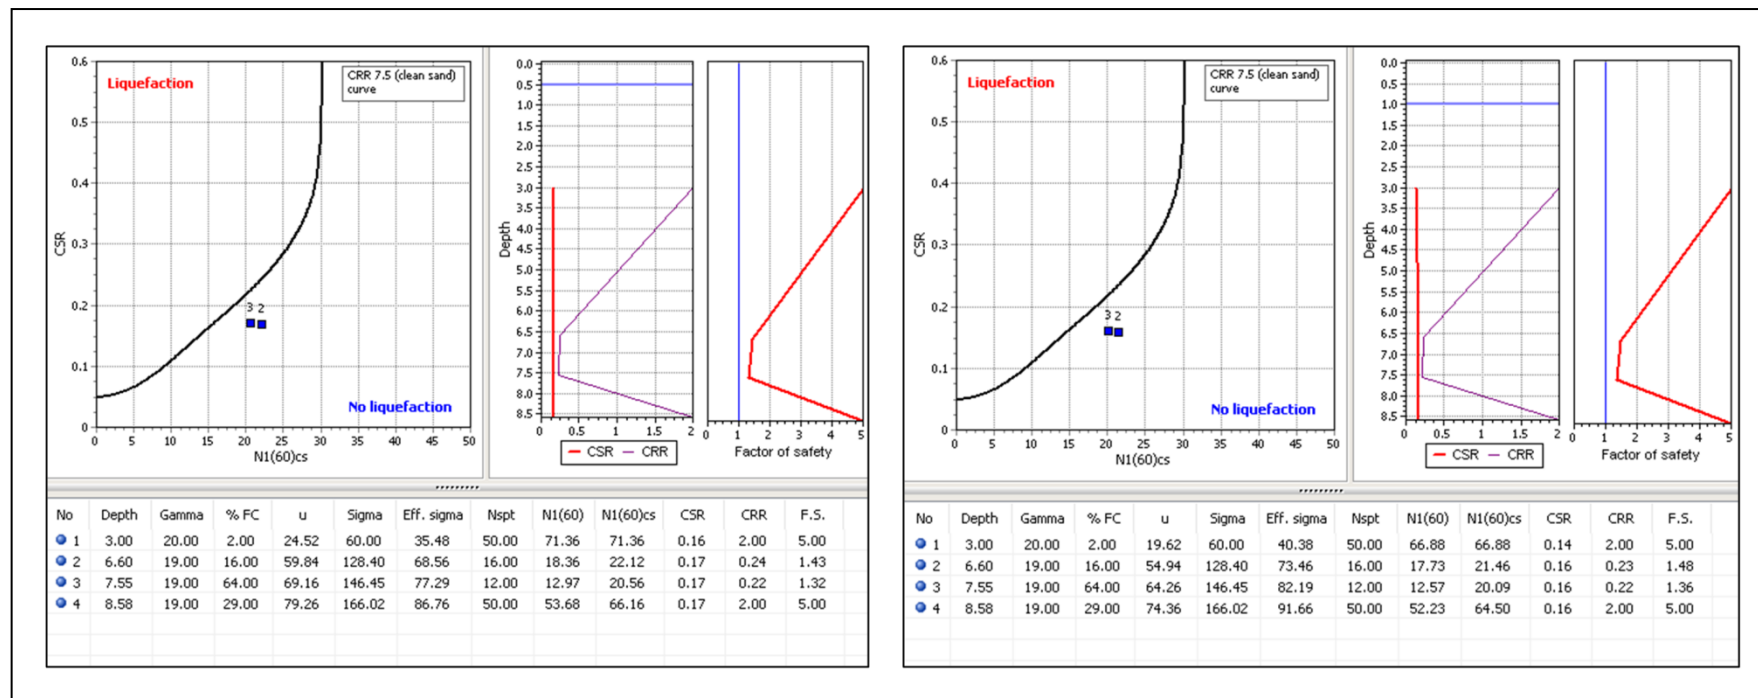 0.6
0.5
0.4
0.3
0.2
0.1
0
CSR
Liquefaction
CRR 7.5 (clean sand)
curve
3 2
No liquefaction
0 5 10 15 20 25 30 35 40 45 50
N1(60)cs
0.0
0.5
1.0
1.5
2.0
2.5
3.0
3.5
4.0
4.5
5.0
5.5
6.0
6.5
7.0
7.5
8.0
8.5
Depth
0 0.5 1 1.5 2
CSR CRR
0 1 2 3 4 5
Factor of safety
No Depth Gamma % FC u Sigma Eff. sigma Nspt N1(60) N1(60)cs CSR CRR F.S.
1 3.00 20.00 2.00 24.52 60.00 35.48 50.00 71.36 71.36 0.16 2.00 5.00
2 6.60 19.00 16.00 59.84 128.40 68.56 16.00 18.36 22.12 0.17 0.24 1.43
3 7.55 19.00 64.00 69.16 146.45 77.29 12.00 12.97 20.56 0.17 0.22 1.32
4 8.58 19.00 29.00 79.26 166.02 86.76 50.00 53.68 66.16 0.17 2.00 5.00
0.6
0.5
0.4
0.3
0.2
0.1
0
CSR
Liquefaction
CRR 7.5 (clean sand)
curve
3 2
No liquefaction
0 5 10 15 20 25 30 35 40 45 50
N1(60)cs
0.0
0.5
1.0
1.5
2.0
2.5
3.0
3.5
4.0
4.5
5.0
5.5
6.0
6.5
7.0
7.5
8.0
8.5
Depth
0 0.5 1 1.5 2
CSR CRR
0 1 2 3 4 5
Factor of safety
No Depth Gamma % FC u Sigma Eff. sigma Nspt N1(60) N1(60)cs CSR CRR F.S.
1 3.00 20.00 2.00 19.62 60.00 40.38 50.00 66.88 66.88 0.14 2.00 5.00
2 6.60 19.00 16.00 54.94 128.40 73.46 16.00 17.73 21.46 0.16 0.23 1.48
3 7.55 19.00 64.00 64.26 146.45 82.19 12.00 12.57 20.09 0.16 0.22 1.36
4 8.58 19.00 29.00 74.36 166.02 91.66 50.00 52.23 64.50 0.16 2.00 5.00